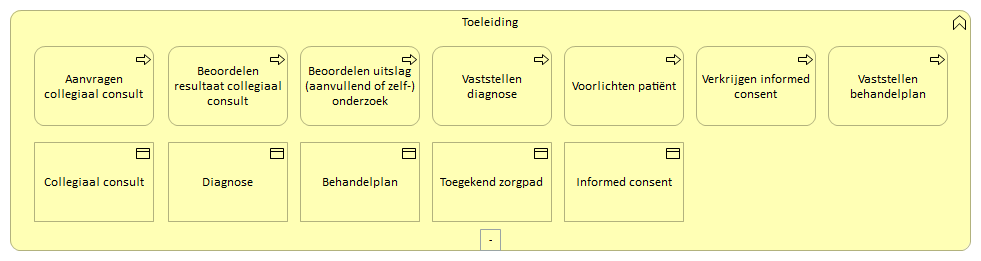 Toeleiding
Aanvragen
collegiaal consult
Beoordelen
resultaat collegiaal
consult
Beoordelen uitslag
(aanvullend of zelf-)
onderzoek
Vaststellen
diagnose
Voorlichten patiënt
Verkrijgen informed
consent
Vaststellen
behandelplan
Collegiaal consult
Diagnose
Behandelplan
Toegekend zorgpad
Informed consent
-